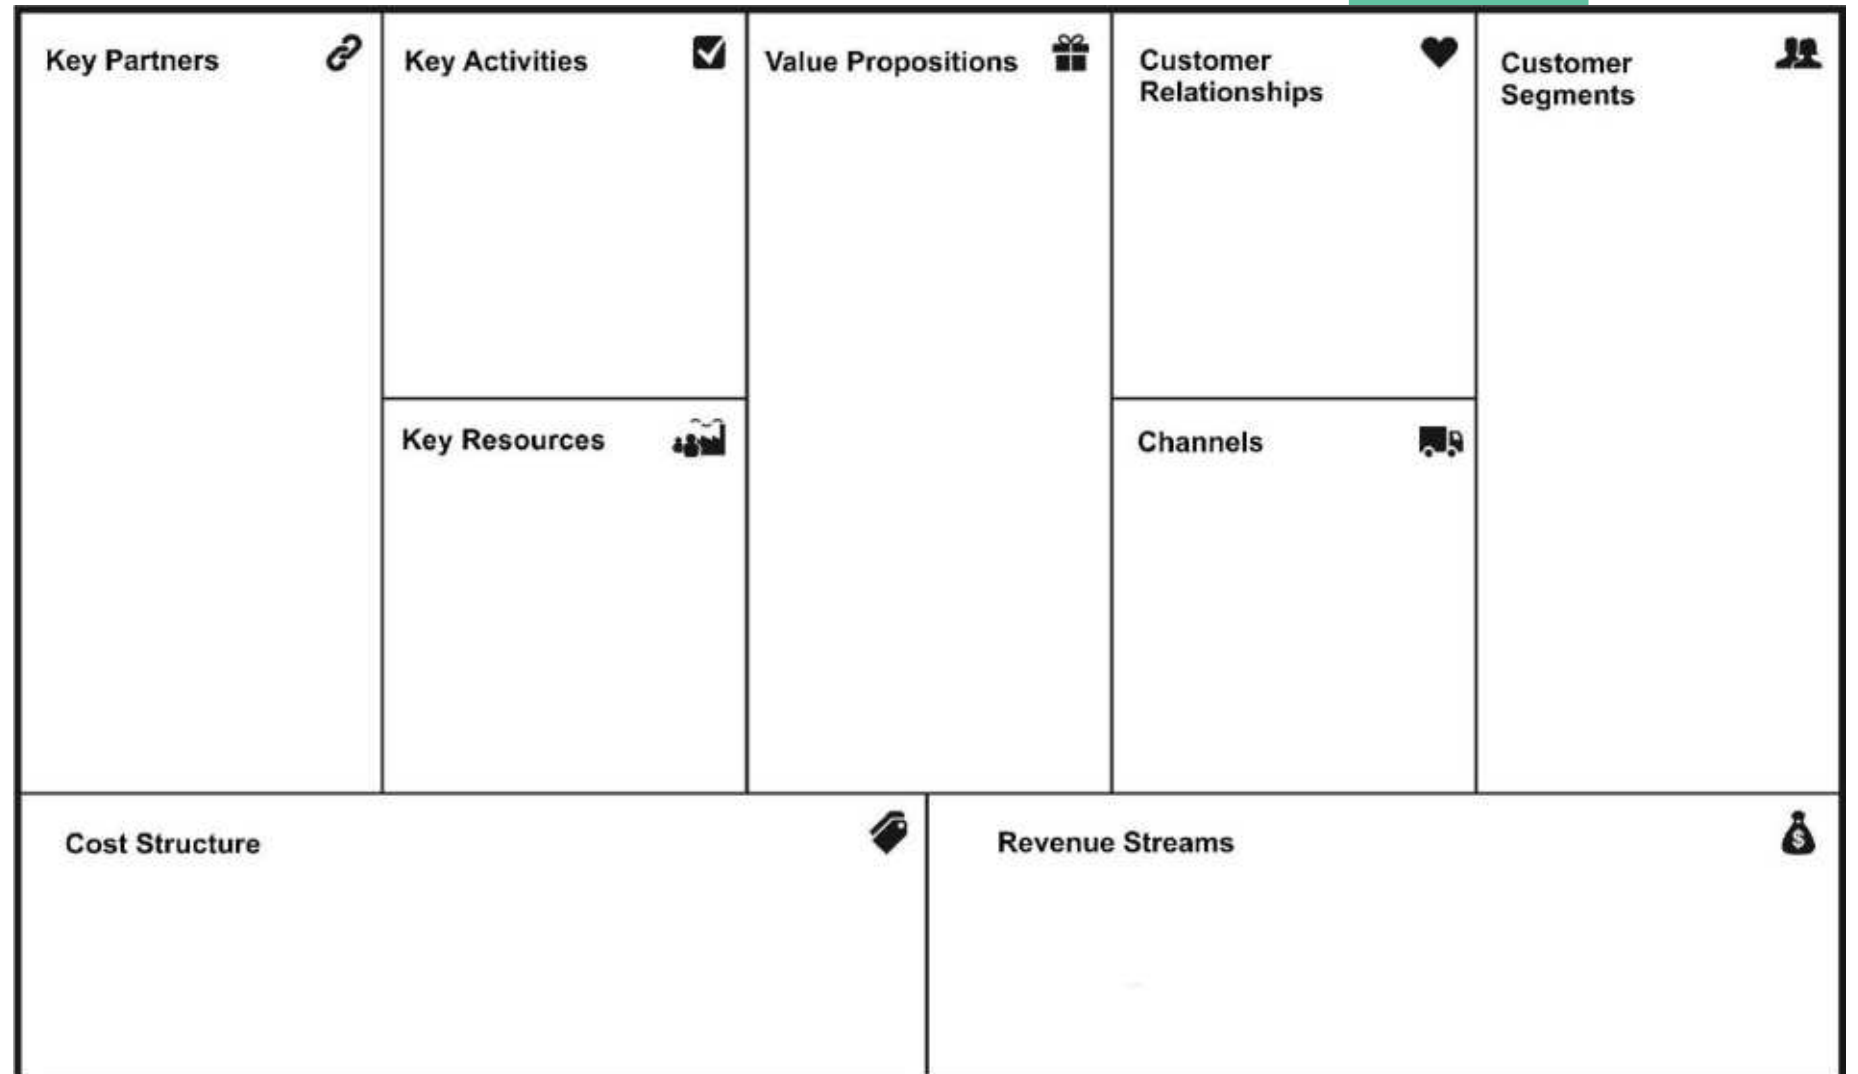 Key Partners
Key Activities
Value Propositions
Customer
Relationships
Customer
Segments
Key Resources
Channels
Cost Structure
Revenue Streams
$